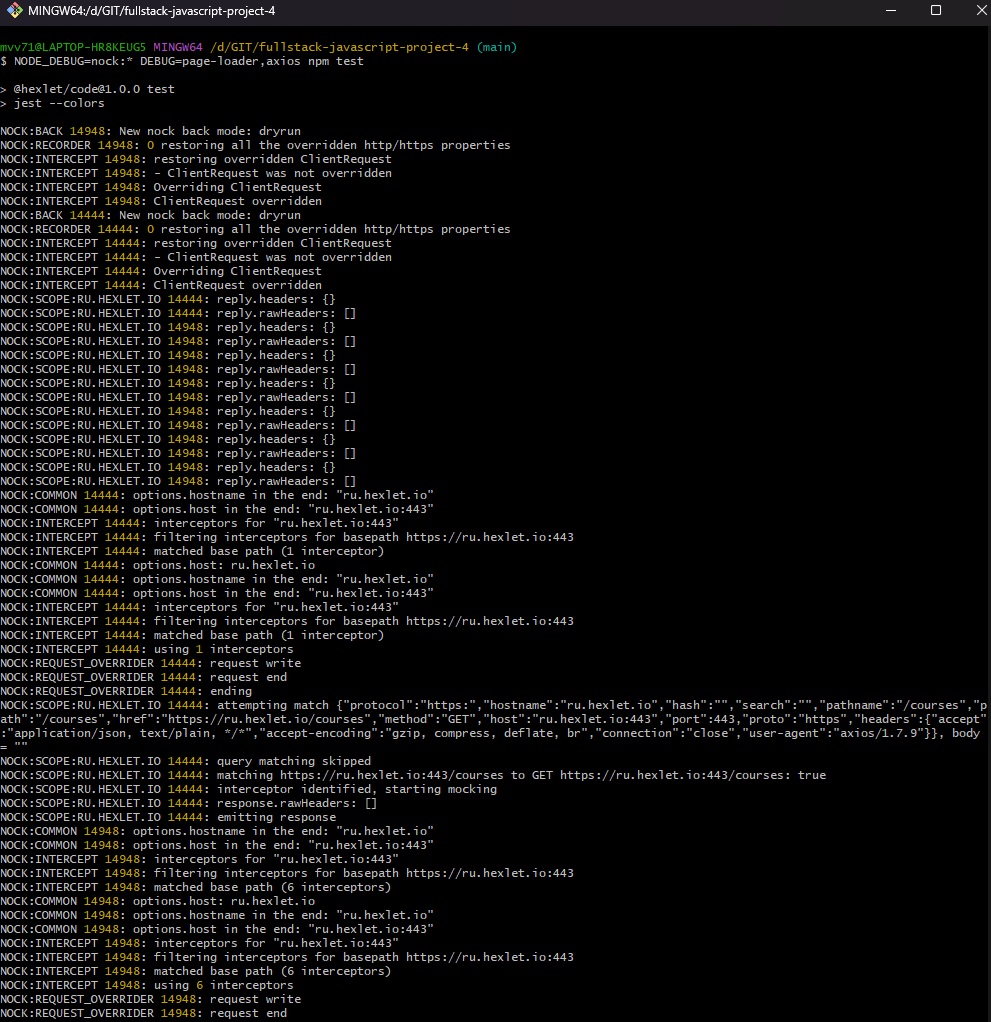 MINGW64:/d/GIT/fullstack-javascript-project-4
mvv71@LAPTOP-HR8KEUG5 MINGW64 /d/GIT/fullstack-javascript-project-4 (main)
$ NODE_DEBUG=nock:* DEBUG=page-loader,axios npm test
> @hexlet/code@1.0.0 test
> jest --colors
NOCK:BACK 14948: New nock back mode: dryrun
NOCK:RECORDER 14948: 0 restoring all the overridden http/https properties
NOCK:INTERCEPT 14948: restoring overridden ClientRequest
NOCK:INTERCEPT 14948: - ClientRequest was not overridden
NOCK:INTERCEPT 14948: Overriding ClientRequest
NOCK:INTERCEPT 14948: ClientRequest overridden
NOCK:BACK 14444: New nock back mode: dryrun
NOCK:RECORDER 14444: 0 restoring all the overridden http/https properties
NOCK:INTERCEPT 14444: restoring overridden ClientRequest
NOCK:INTERCEPT 14444: - ClientRequest was not overridden
NOCK:INTERCEPT 14444: Overriding ClientRequest
NOCK:INTERCEPT 14444: ClientRequest overridden
NOCK:SCOPE:RU.HEXLET.IO 14444: reply.headers: {}
NOCK:SCOPE:RU.HEXLET.IO 14444: reply.rawHeaders: []
NOCK:SCOPE:RU.HEXLET.IO 14948: reply.headers: {}
NOCK:SCOPE:RU.HEXLET.IO 14948: reply.rawHeaders: []
NOCK:SCOPE:RU.HEXLET.IO 14948: reply.headers: {}
NOCK:SCOPE:RU.HEXLET.IO 14948: reply.rawHeaders: []
NOCK:SCOPE:RU.HEXLET.IO 14948: reply.headers: {}
NOCK:SCOPE:RU.HEXLET.IO 14948: reply.rawHeaders: []
NOCK:SCOPE:RU.HEXLET.IO 14948: reply.headers: {}
NOCK:SCOPE:RU.HEXLET.IO 14948: reply.rawHeaders: []
NOCK:SCOPE:RU.HEXLET.IO 14948: reply.headers: {}
NOCK:SCOPE:RU.HEXLET.IO 14948: reply.rawHeaders: []
NOCK:SCOPE:RU.HEXLET.IO 14948: reply.headers: {}
NOCK:SCOPE:RU.HEXLET.IO 14948: reply.rawHeaders: []
NOCK:COMMON 14444: options.hostname in the end: "ru.hexlet.io"
NOCK:COMMON 14444: options.host in the end: "ru.hexlet.io:443"
NOCK:INTERCEPT 14444: interceptors for "ru.hexlet.io:443"
NOCK:INTERCEPT 14444: filtering interceptors for basepath https://ru.hexlet.io:443
NOCK:INTERCEPT 14444: matched base path (1 interceptor)
NOCK:COMMON 14444: options.host: ru.hexlet.io
NOCK:COMMON 14444: options.hostname in the end: "ru.hexlet.io"
NOCK:COMMON 14444: options.host in the end: "ru.hexlet.io:443"
NOCK:INTERCEPT 14444: interceptors for "ru.hexlet.io:443"
NOCK:INTERCEPT 14444: filtering interceptors for basepath https://ru.hexlet.io:443
NOCK:INTERCEPT 14444: matched base path (1 interceptor)
NOCK:INTERCEPT 14444: using 1 interceptors
NOCK:REQUEST_OVERRIDER 14444: request write
NOCK:REQUEST_OVERRIDER 14444: request end
NOCK:REQUEST_OVERRIDER 14444: ending
NOCK:SCOPE:RU.HEXLET.IO 14444: attempting match {"protocol":"https:","hostname":"ru.hexlet.io","hash":"","search":"","pathname":"/courses","p
ath":"/courses","href":"https://ru.hexlet.io/courses","method":"GET","host":"ru.hexlet.io:443","port":443,"proto":"https","headers":{"accept"
:"application/json, text/plain, */*","accept-encoding":"gzip, compress, deflate, br","connection":"close","user-agent":"axios/1.7.9"}}, body
= ""
NOCK:SCOPE:RU.HEXLET.IO 14444: query matching skipped
NOCK:SCOPE:RU.HEXLET.IO 14444: matching https://ru.hexlet.io:443/courses to GET https://ru.hexlet.io:443/courses: true
NOCK:SCOPE:RU.HEXLET.IO 14444: interceptor identified, starting mocking
NOCK:SCOPE:RU.HEXLET.IO 14444: response.rawHeaders: []
NOCK:SCOPE:RU.HEXLET.IO 14444: emitting response
NOCK:COMMON 14948: options.hostname in the end: "ru.hexlet.io"
NOCK:COMMON 14948: options.host in the end: "ru.hexlet.io:443"
NOCK:INTERCEPT 14948: interceptors for "ru.hexlet.io:443"
NOCK:INTERCEPT 14948: filtering interceptors for basepath https://ru.hexlet.io:443
NOCK:INTERCEPT 14948: matched base path (6 interceptors)
NOCK:COMMON 14948: options.host: ru.hexlet.io
NOCK:COMMON 14948: options.hostname in the end: "ru.hexlet.io"
NOCK:COMMON 14948: options.host in the end: "ru.hexlet.io:443"
NOCK:INTERCEPT 14948: interceptors for "ru.hexlet.io:443"
NOCK:INTERCEPT 14948: filtering interceptors for basepath https://ru.hexlet.io:443
NOCK:INTERCEPT 14948: matched base path (6 interceptors)
NOCK:INTERCEPT 14948: using 6 interceptors
NOCK:REQUEST_OVERRIDER 14948: request write
NOCK:REQUEST_OVERRIDER 14948: request end